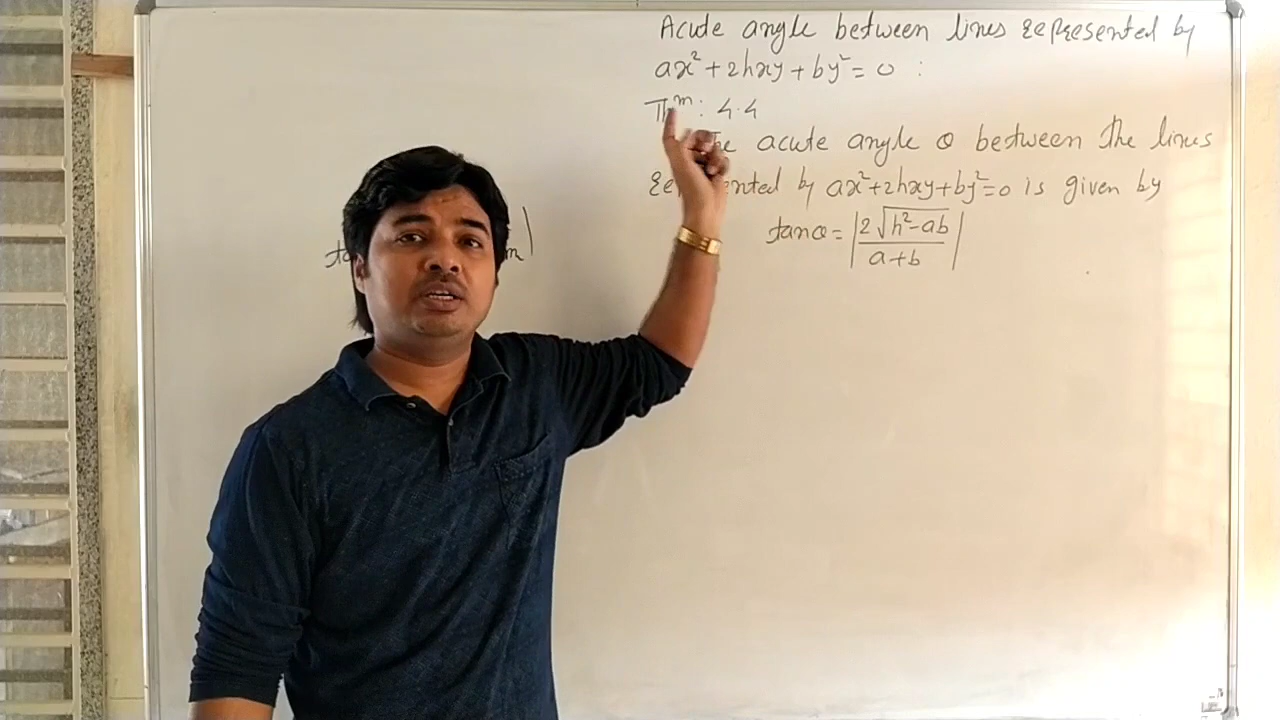 Acute angle between lines represented by
ax²+2hxy+by²=0 :
Thᵐ: 4.4
The acute angle θ between the lines
by ax²+2hxy+by²=0 is given by
tanθ = |2√(h²-ab)/(a+b)|